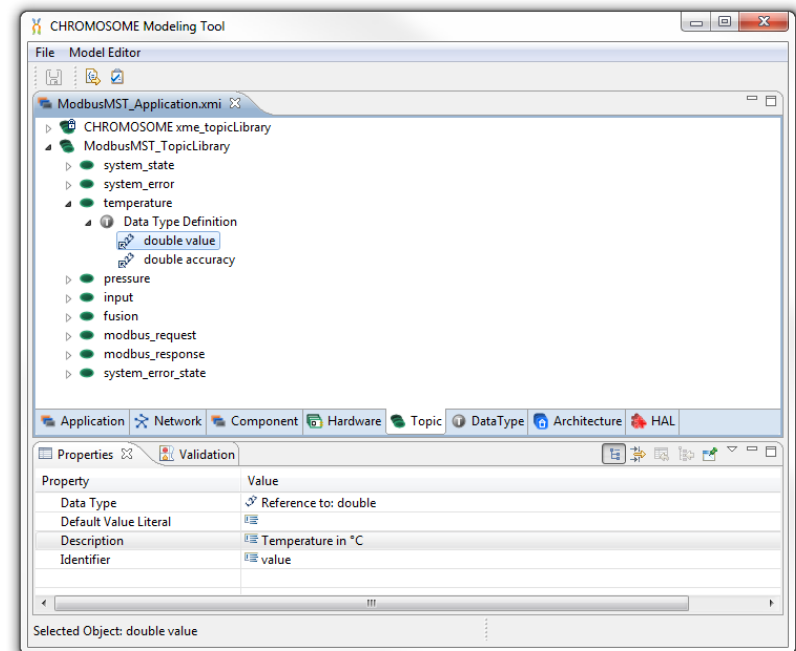 CHROMOSOME Modeling Tool
File Model Editor
ModbusMST_Application.xmi
CHROMOSOME xme_topicLibrary
ModbusMST_TopicLibrary
system_state
system_error
temperature
Data Type Definition
double value
double accuracy
pressure
input
fusion
modbus_request
modbus_response
system_error_state
Application Network Component Hardware Topic DataType Architecture HAL
Properties Validation
Property Value
Data Type Reference to: double
Default Value Literal
Description Temperature in °C
Identifier value
Selected Object: double value